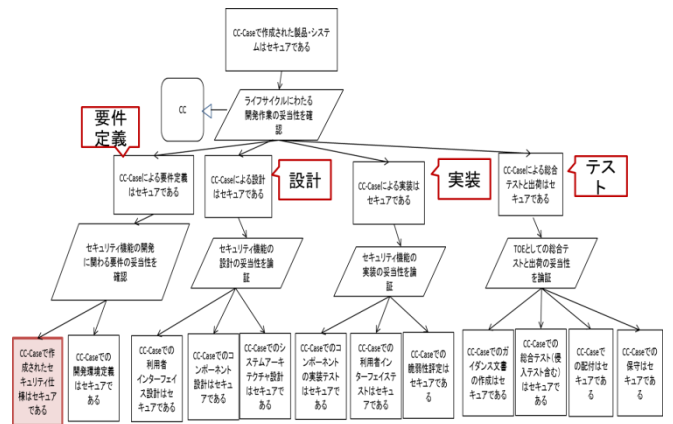 CC-Caseで作成された製品・システ
ムはセキュアである
CC
ライフサイクルにわたる
開発作業の妥当性を確
認
要件
定義
設計
実装
テス
ト
CC-Caseによる要件定義
はセキュアである
CC-Caseによる設計
はセキュアである
CC-Caseによる実装は
セキュアである
CC-Caseによる総合
テストと出荷はセ
キュアである
セキュリティ機能の開発
に関わる要件の妥当性を
確認
セキュリティ機能の
設計の妥当性を論
証
セキュリティ機能の
実装の妥当性を論
証
TOEとしての総合テ
ストと出荷の妥当性
を論証
CC-Caseで作
成されたセ
キュリティ仕
様はセキュア
である
CC-Caseでの
開発環境定義
はセキュアで
ある
CC-Caseでの
利用者
インターフェイ
ス設計はセキュ
アである
CC-Caseでのコ
ンポーネント
設計はセキュ
アである
CC-Caseでのシ
ステムアーキ
テクチャ設計
はセキュアで
ある
CC-Caseでのコ
ンポーネント
の実装テスト
はセキュアで
ある
CC-Caseでの
利用者イン
ターフェイステ
ストはセキュア
である
CC-Caseでの
脆弱性評定は
セキュアであ
る
CC-Caseでのガ
イダンス文書
の作成はセ
キュアである
CC-Caseでの
総合テスト(侵
入テスト含む)
はセキュアで
ある
CC-Caseで
の配付はセ
キュアであ
る
CC-Caseでの
保守はセキュ
アである